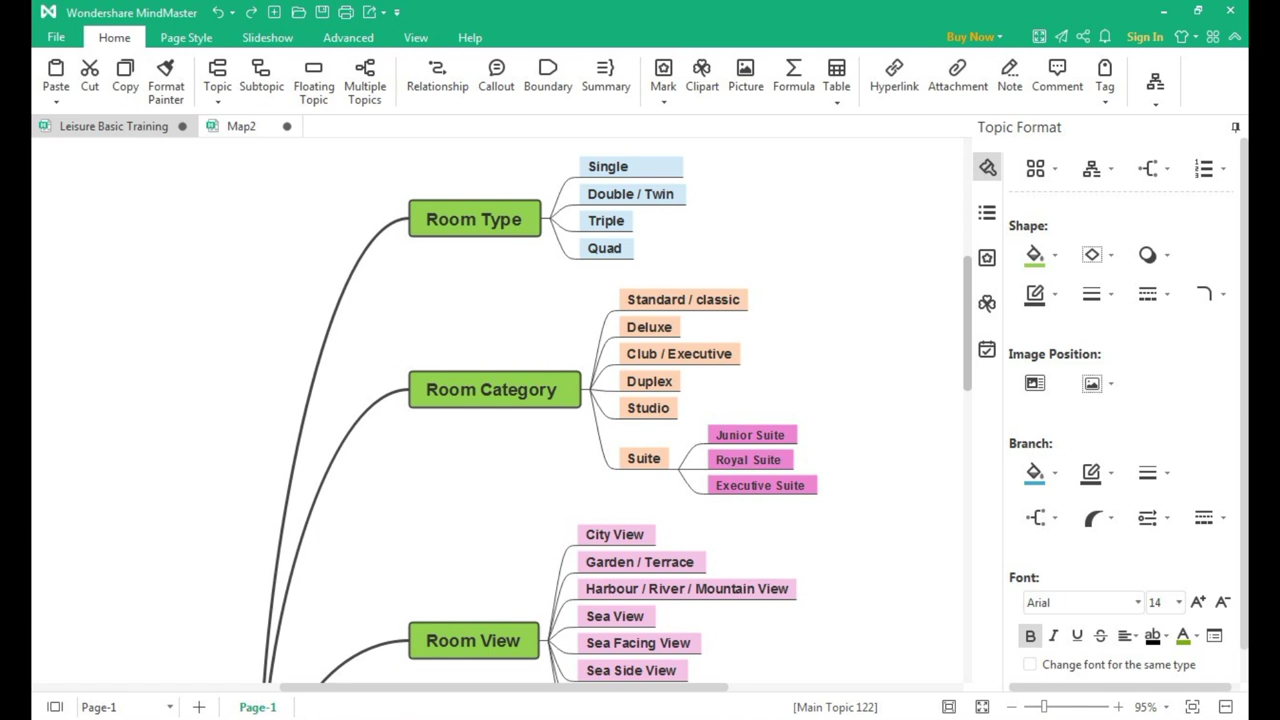 Wondershare MindMaster
File Home Page Style Slideshow Advanced View Help Buy Now Sign In
Paste Cut Copy Format Painter Topic Subtopic Floating Topic Multiple Topics Relationship Callout Boundary Summary Mark Clipart Picture Formula Table Hyperlink Attachment Note Comment Tag
Leisure Basic Training Map2
Topic Format
Room Type
Single
Double / Twin
Triple
Quad
Room Category
Standard / classic
Deluxe
Club / Executive
Duplex
Studio
Suite
Junior Suite
Royal Suite
Executive Suite
Room View
City View
Garden / Terrace
Harbour / River / Mountain View
Sea View
Sea Facing View
Sea Side View
Shape:
Image Position:
Branch:
Font:
Arial 14 A+ A-
B I U S ab A
Change font for the same type
Page-1 Page-1 [Main Topic 122] 95%